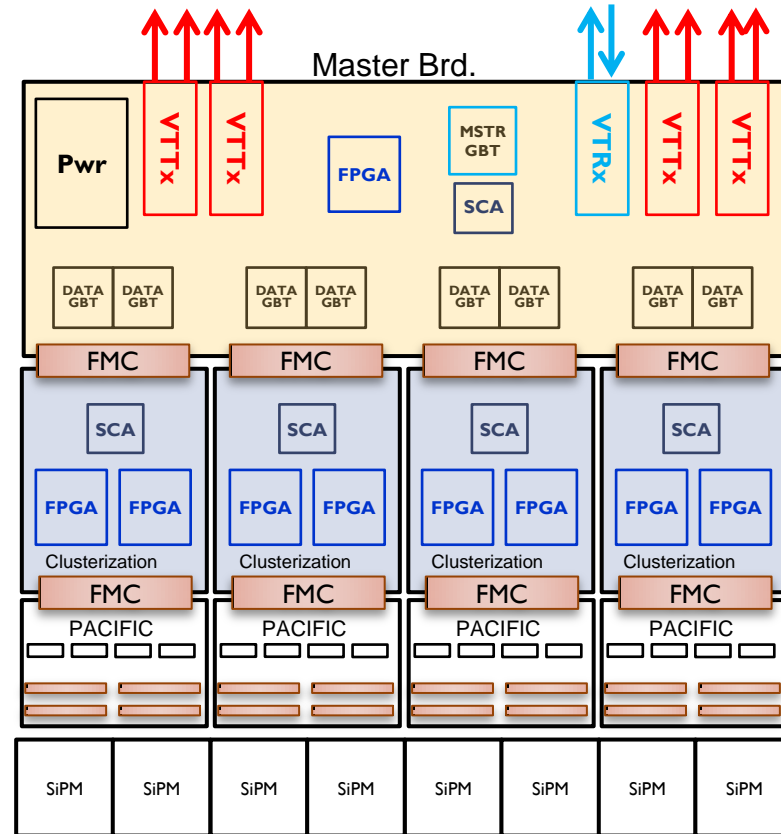 Master Brd.
Pwr
VTTx
VTTx
FPGA
MSTR
GBT
SCA
VTRx
VTTx
VTTx
DATA
GBT
DATA
GBT
DATA
GBT
DATA
GBT
DATA
GBT
DATA
GBT
DATA
GBT
DATA
GBT
FMC
FMC
FMC
FMC
SCA
SCA
SCA
SCA
FPGA
FPGA
FPGA
FPGA
FPGA
FPGA
FPGA
FPGA
Clusterization
Clusterization
Clusterization
Clusterization
FMC
FMC
FMC
FMC
PACIFIC
PACIFIC
PACIFIC
PACIFIC
SiPM
SiPM
SiPM
SiPM
SiPM
SiPM
SiPM
SiPM